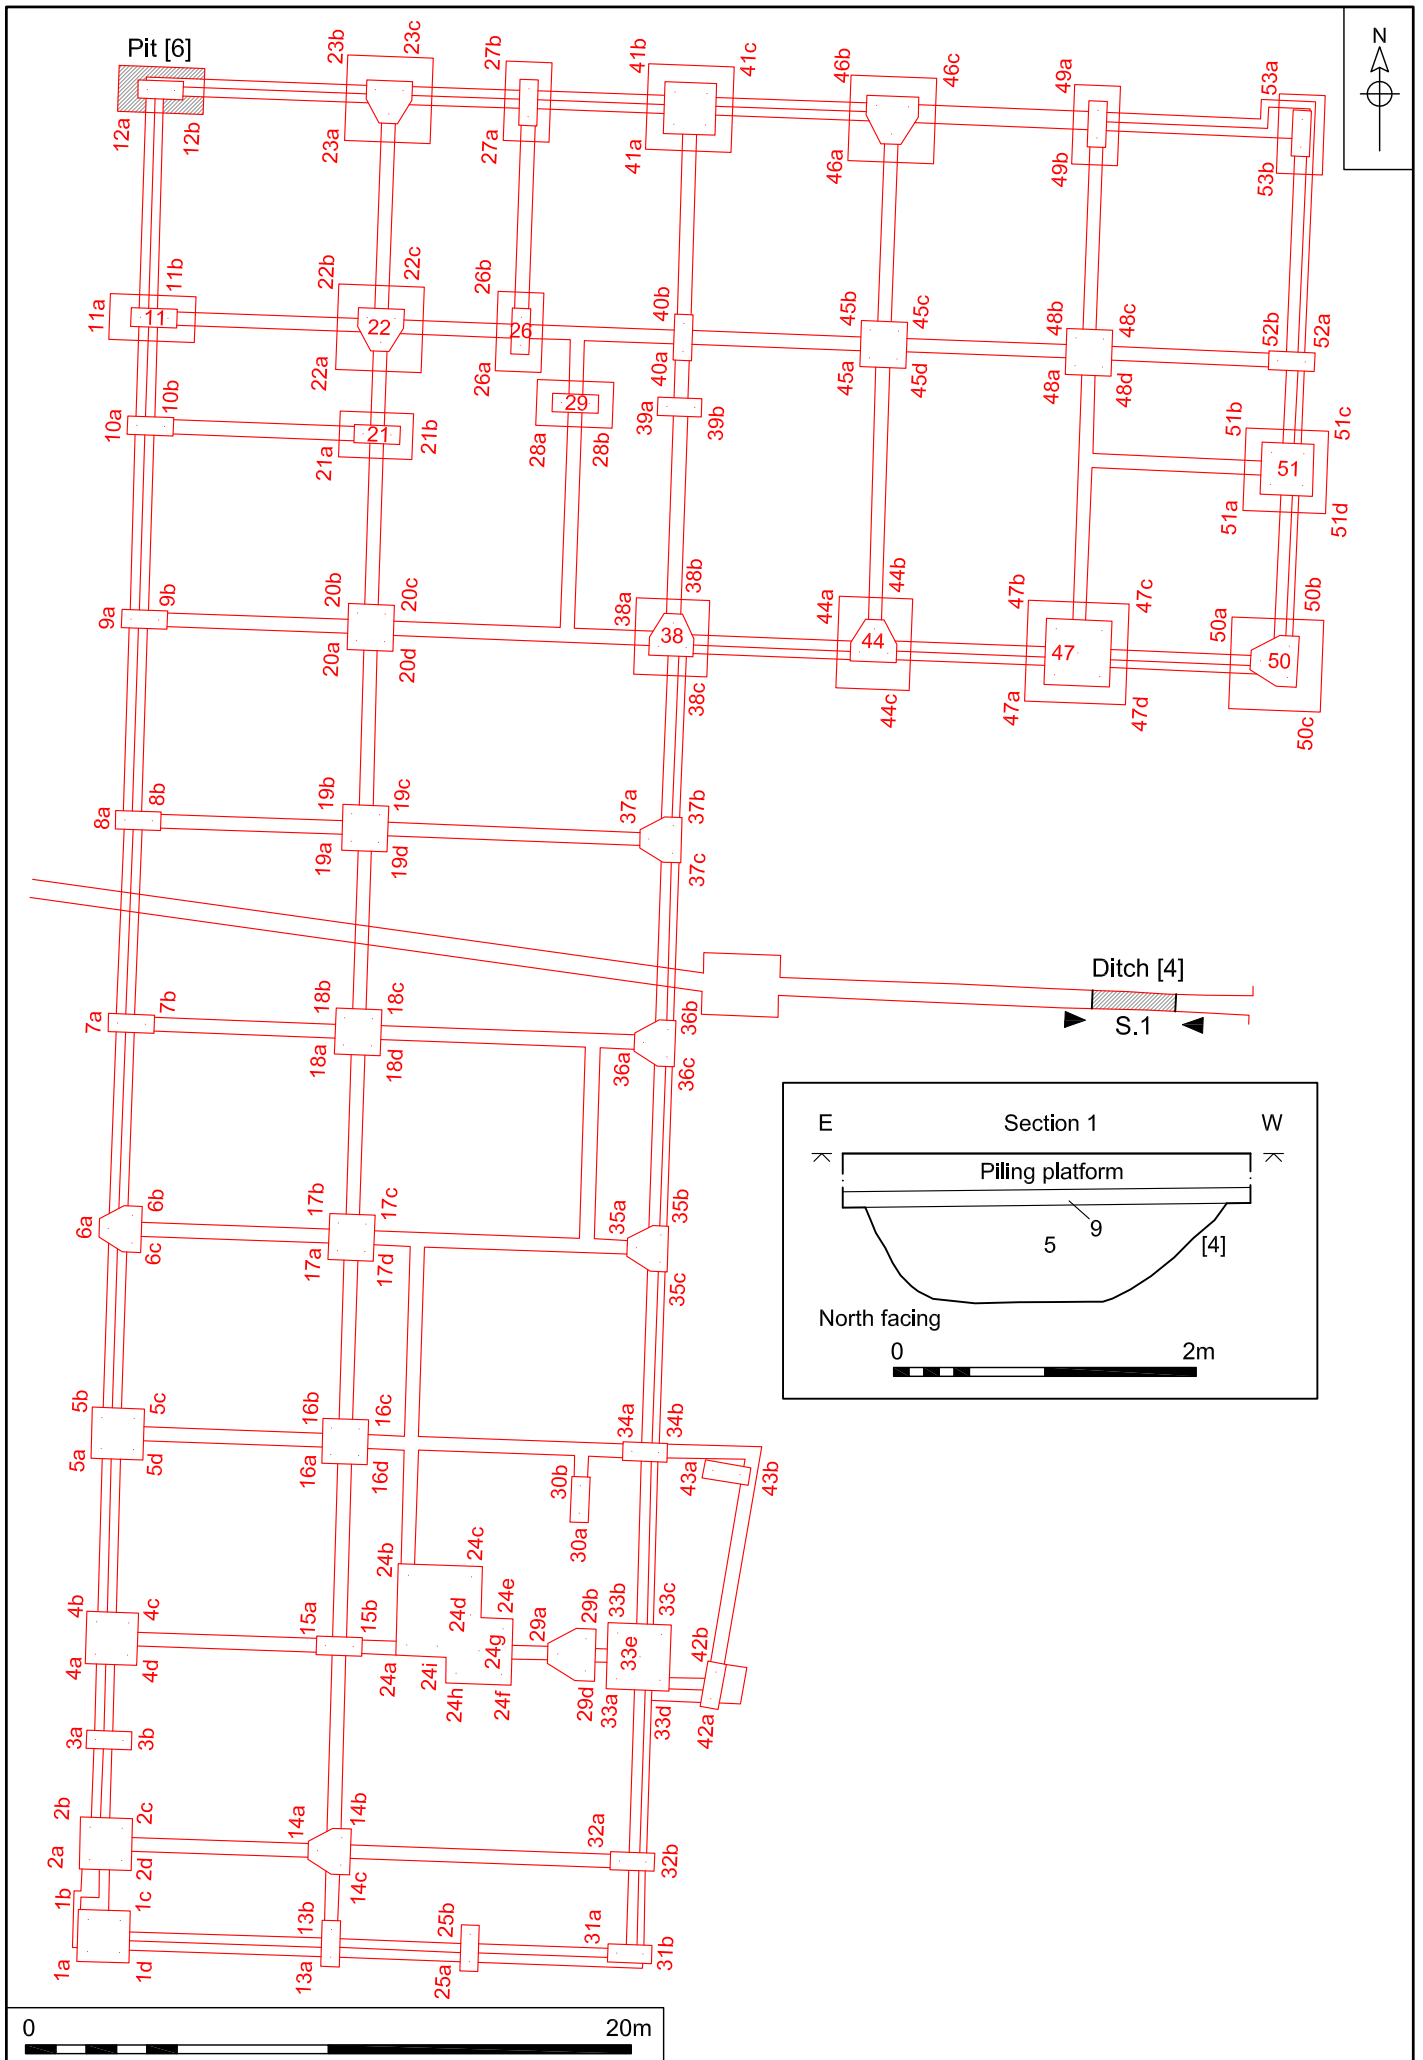 N
Pit [6]
23b
23c
27b
41b
41c
46b
46c
49a
53a
12a
12b
23a
27a
41a
46a
49b
53b
11a
11b
22b
22c
26b
40b
45b
45c
48b
48c
52b
52a
11
22
26
22a
26a
40a
45a
45d
48a
48d
10a
10b
21a
21
21b
28a
29
28b
39a
39b
51b
51c
51
51a
51d
9a
9b
20b
20c
38a
38b
44a
44b
47b
47c
50a
50b
38
44
47
50
20a
20d
38c
44c
47a
47d
50c
8a
8b
19b
19c
37a
37b
19a
19d
37c
Ditch [4]
S.1
7a
7b
18b
18c
36b
18a
18d
36a
36c
E
Section 1
W
Piling platform
9
5
[4]
North facing
0
2m
6a
6b
6c
17b
17c
35a
35b
17a
17d
35c
5b
5c
16b
16c
34a
34b
5a
5d
16a
16d
30b
43a
43b
30a
24b
24c
4b
4c
15a
15b
24d
24e
29a
29b
33b
33c
4a
4d
24a
24i
24g
33e
42b
24h
24f
29d
33a
33d
42a
3a
3b
2b
2c
14a
14b
32a
2a
2d
14c
32b
1b
1c
13b
25b
31a
1a
1d
13a
25a
31b
0
20m